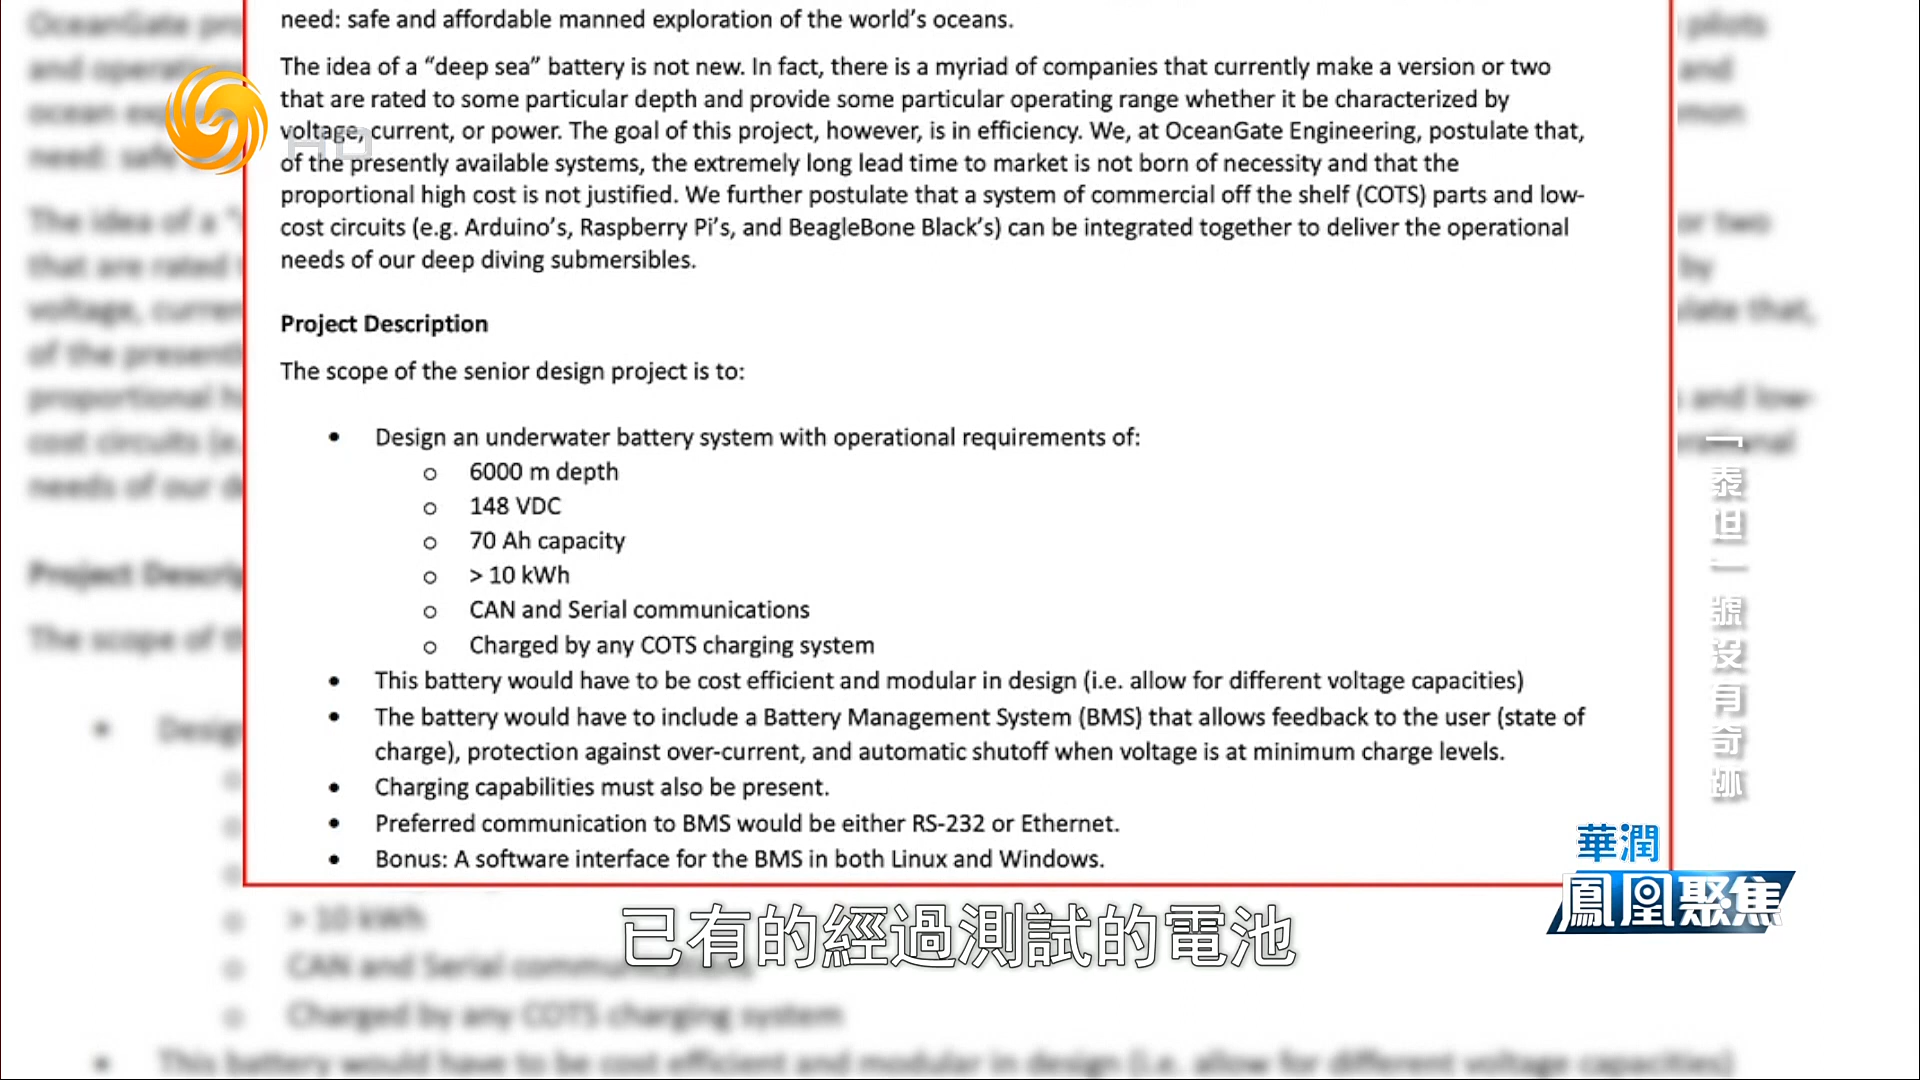 need: safe and affordable manned exploration of the world’s oceans.
The idea of a “deep sea” battery is not new. In fact, there is a myriad of companies that currently make a version or two
that are rated to some particular depth and provide some particular operating range whether it be characterized by
voltage, current, or power. The goal of this project, however, is in efficiency. We, at OceanGate Engineering, postulate that,
of the presently available systems, the extremely long lead time to market is not born of necessity and that the
proportional high cost is not justified. We further postulate that a system of commercial off the shelf (COTS) parts and low-
cost circuits (e.g. Arduino’s, Raspberry Pi’s, and BeagleBone Black’s) can be integrated together to deliver the operational
needs of our deep diving submersibles.
HD
Project Description
The scope of the senior design project is to:
• Design an underwater battery system with operational requirements of:
o 6000 m depth
o 148 VDC
o 70 Ah capacity
o > 10 kWh
o CAN and Serial communications
o Charged by any COTS charging system
• This battery would have to be cost efficient and modular in design (i.e. allow for different voltage capacities)
• The battery would have to include a Battery Management System (BMS) that allows feedback to the user (state of
charge), protection against over-current, and automatic shutoff when voltage is at minimum charge levels.
• Charging capabilities must also be present.
• Preferred communication to BMS would be either RS-232 or Ethernet.
• Bonus: A software interface for the BMS in both Linux and Windows.
「泰坦」號沒有奇跡
華潤
鳳凰聚焦
已有的經過測試的電池